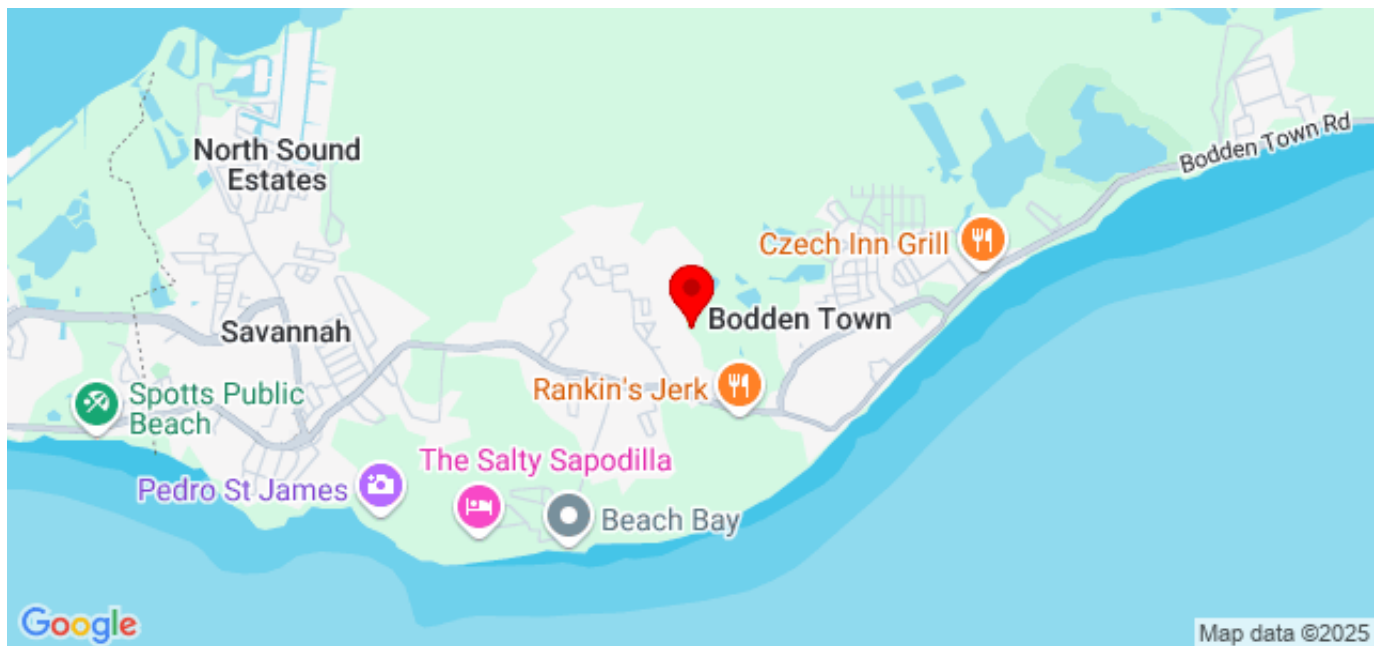 Bodden Town Rd
North Sound
Estates
Czech Inn Grill
Bodden Town
Savannah
Rankin's Jerk
Spotts Public
Beach
The Salty Sapodilla
Pedro St James
Beach Bay
Google
Map data ©2025